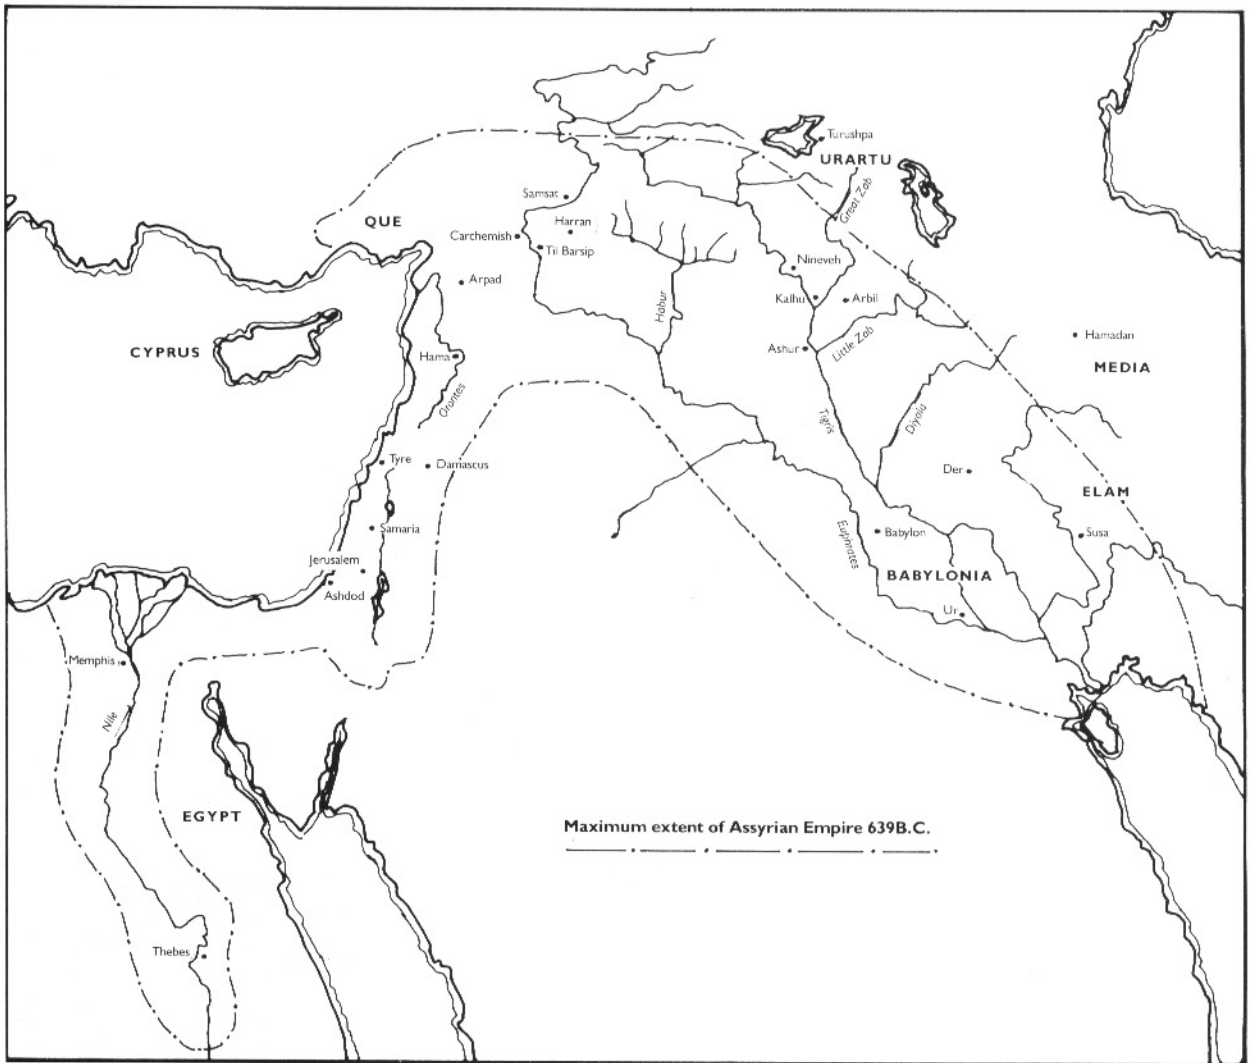 Turushpa
URARTU
Great Zab
Samsat
QUE
Harran
Carchemish
Til Barsip
Nineveh
Arpad
Kalhu
Arbil
Habur
CYPRUS
Hama
Ashur
Little Zab
Hamadan
MEDIA
Orontes
Tigris
Diyala
Tyre
Damascus
Der
ELAM
Samaria
Euphrates
Babylon
Susa
Jerusalem
BABYLONIA
Ashdod
Ur
Memphis
Nile
EGYPT
Maximum extent of Assyrian Empire 639B.C.
Thebes